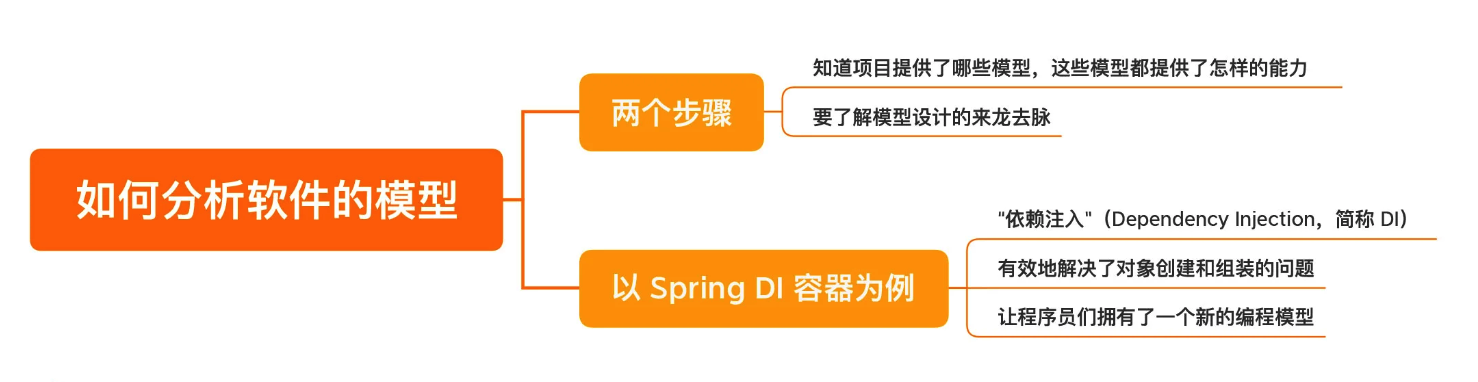 如何分析软件的模型
两个步骤
知道项目提供了哪些模型，这些模型都提供了怎样的能力
要了解模型设计的来龙去脉
以 Spring DI 容器为例
"依赖注入"（Dependency Injection，简称 DI）
有效地解决了对象创建和组装的问题
让程序员们拥有了一个新的编程模型